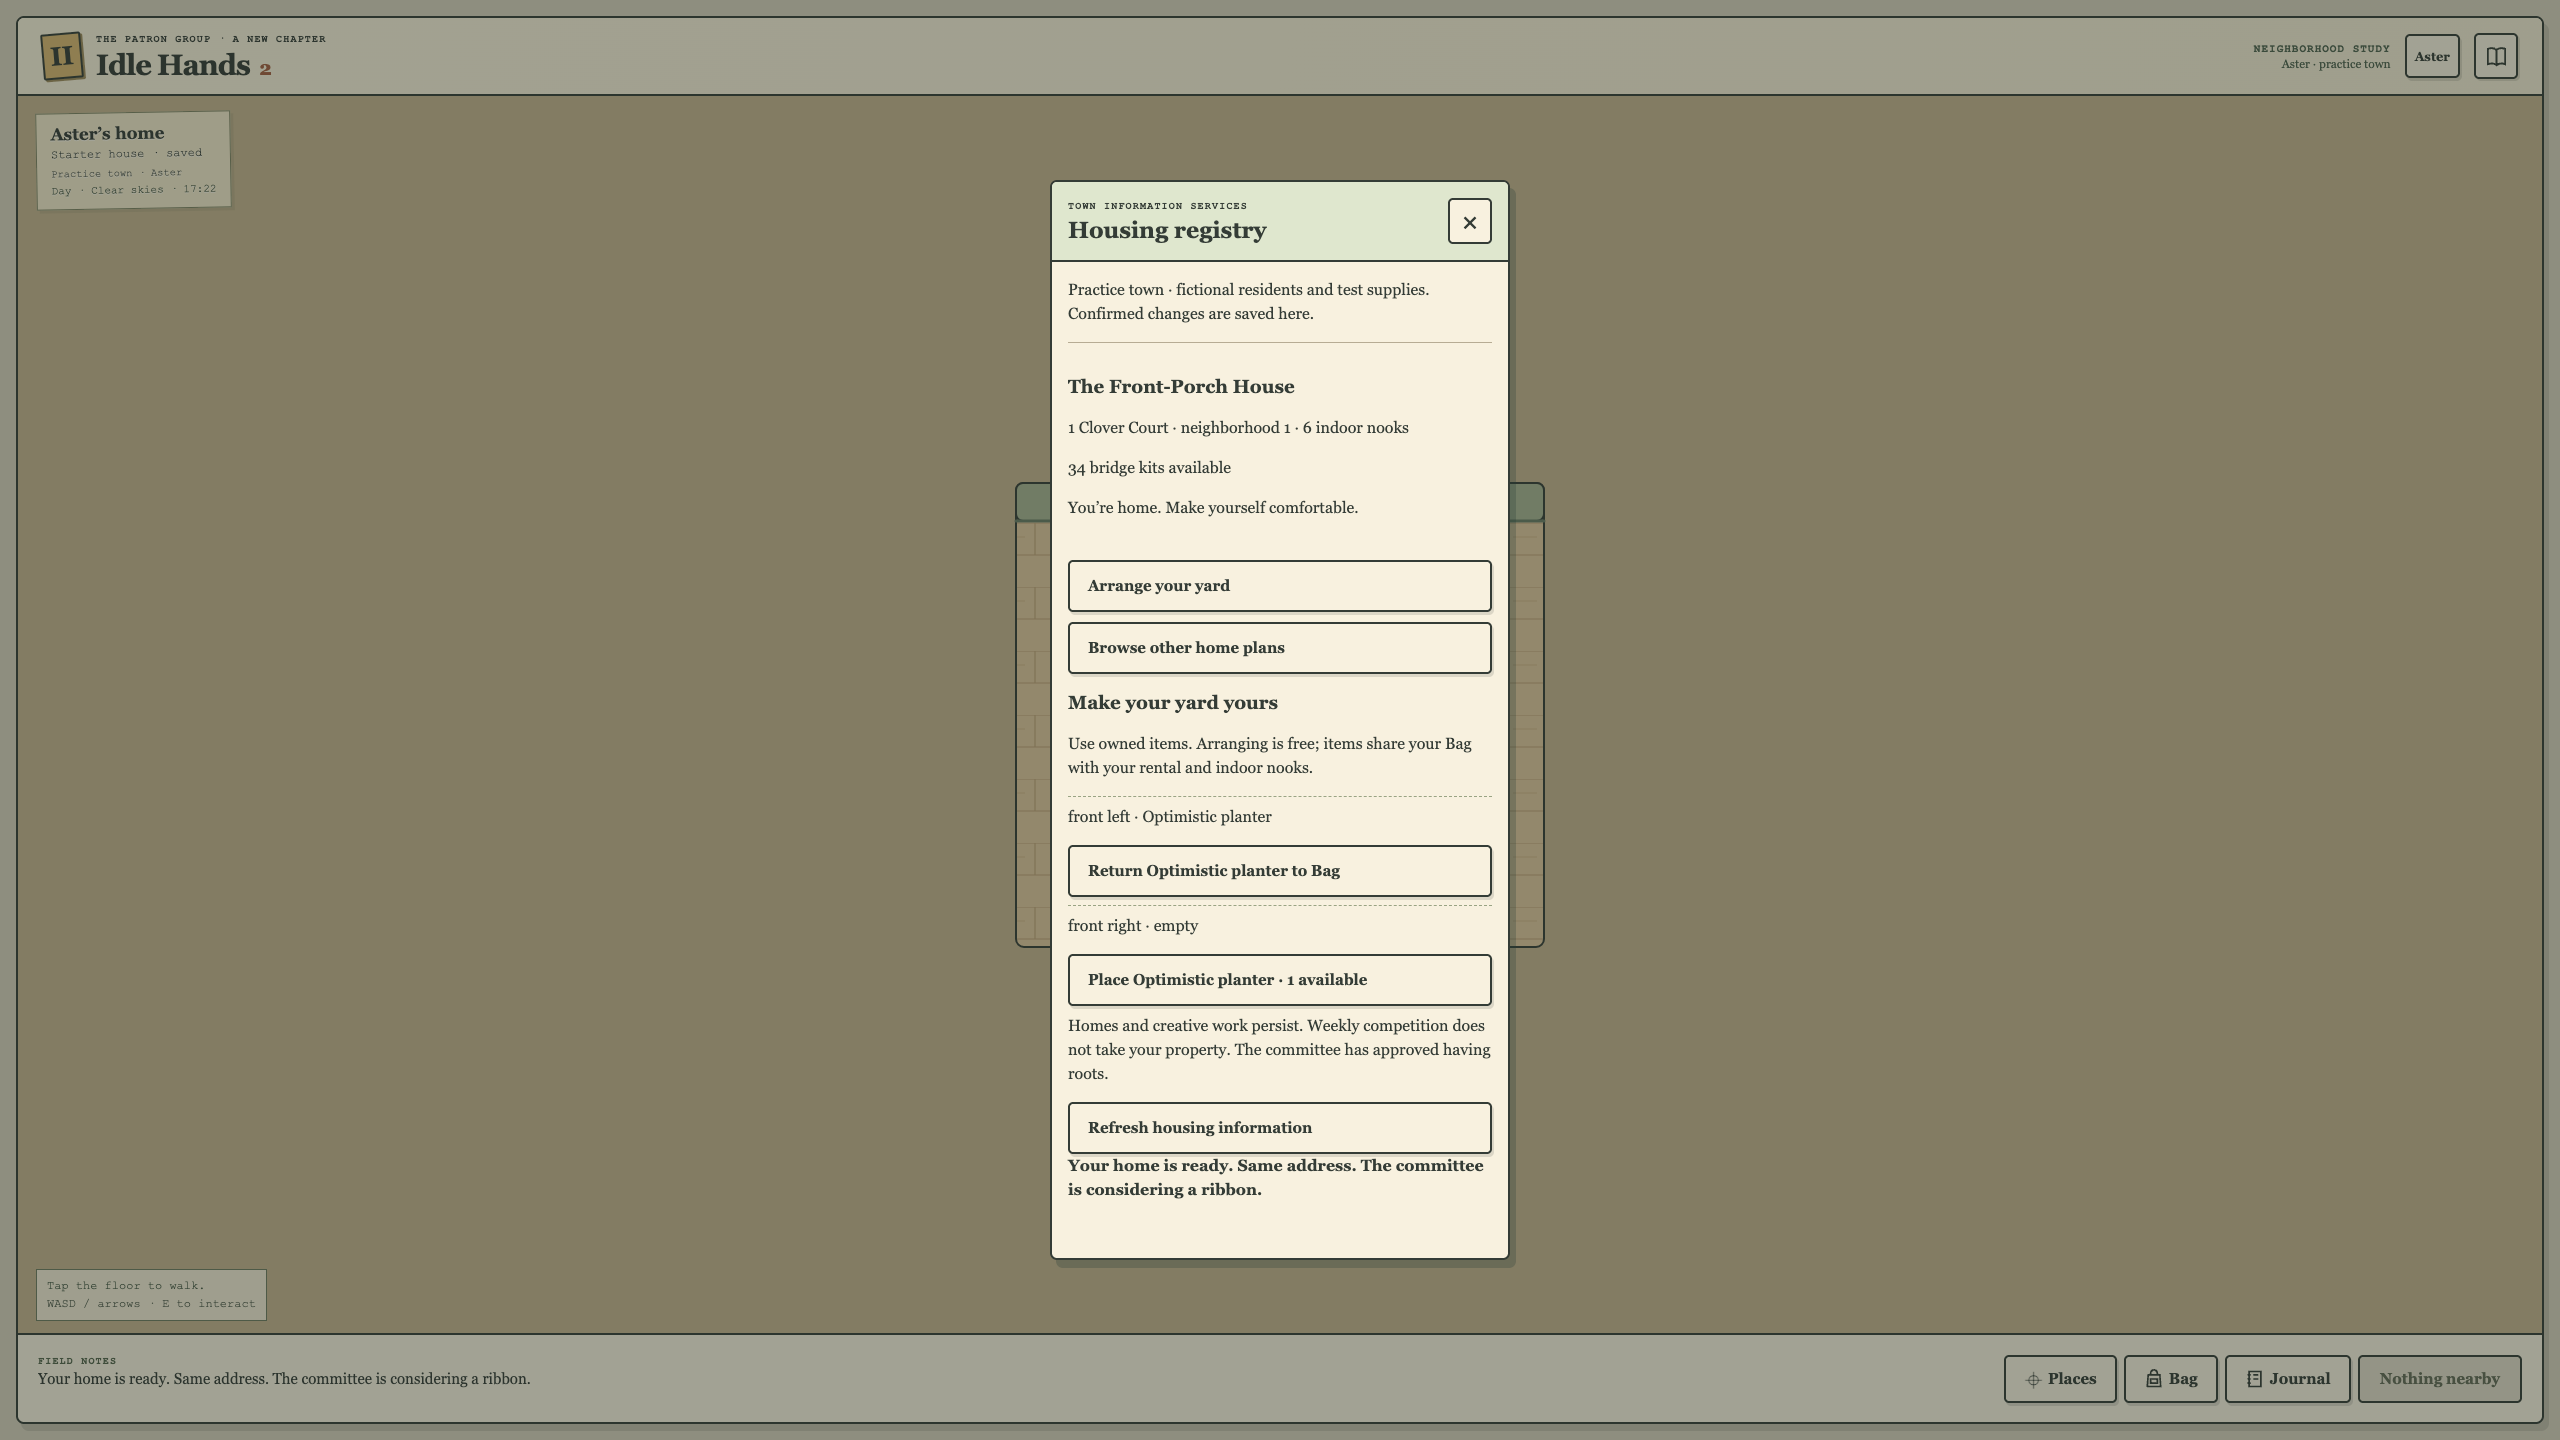 II
THE PATRON GROUP · A NEW CHAPTER
Idle Hands 2
NEIGHBORHOOD STUDY
Aster · practice town
Aster
Aster’s home
Starter house · saved
Practice town · Aster
Day · Clear skies · 17:22
TOWN INFORMATION SERVICES
Housing registry
×
Practice town · fictional residents and test supplies.
Confirmed changes are saved here.
The Front-Porch House
1 Clover Court · neighborhood 1 · 6 indoor nooks
34 bridge kits available
You’re home. Make yourself comfortable.
Arrange your yard
Browse other home plans
Make your yard yours
Use owned items. Arranging is free; items share your Bag
with your rental and indoor nooks.
front left · Optimistic planter
Return Optimistic planter to Bag
front right · empty
Place Optimistic planter · 1 available
Homes and creative work persist. Weekly competition does
not take your property. The committee has approved having
roots.
Refresh housing information
Your home is ready. Same address. The committee
is considering a ribbon.
Tap the floor to walk.
WASD / arrows · E to interact
FIELD NOTES
Your home is ready. Same address. The committee is considering a ribbon.
Places
Bag
Journal
Nothing nearby